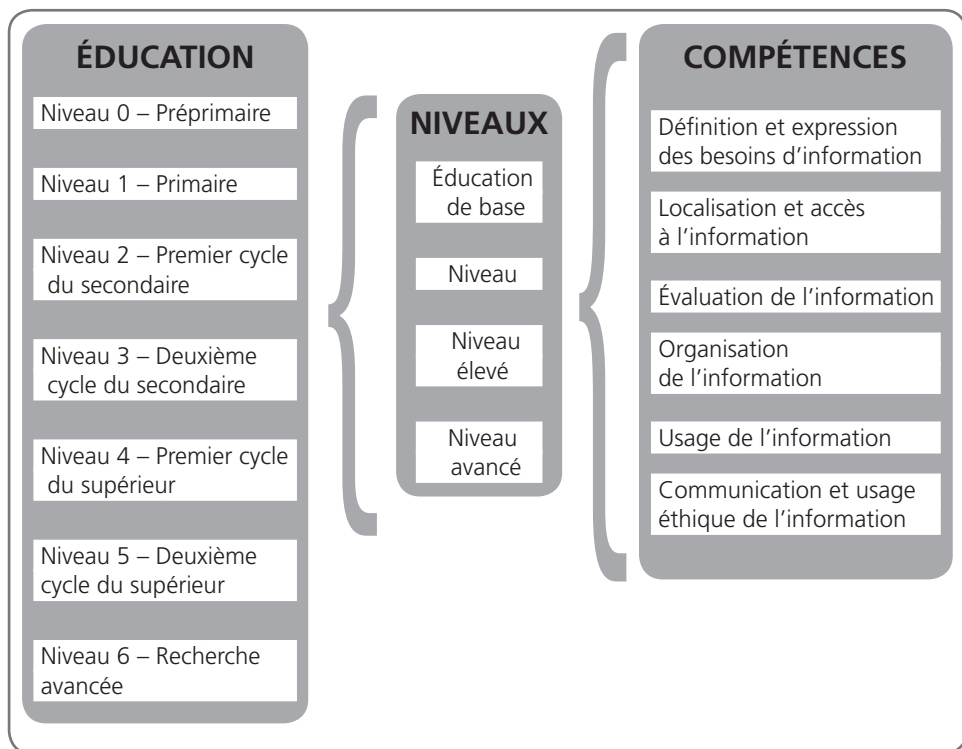 ÉDUCATION
Niveau 0 – Préprimaire
Niveau 1 – Primaire
Niveau 2 – Premier cycle
du secondaire
Niveau 3 – Deuxième
cycle du secondaire
Niveau 4 – Premier cycle
du supérieur
Niveau 5 – Deuxième
cycle du supérieur
Niveau 6 – Recherche
avancée
NIVEAUX
Éducation
de base
Niveau
Niveau
élevé
Niveau
avancé
COMPÉTENCES
Définition et expression
des besoins d’information
Localisation et accès
à l’information
Évaluation de l’information
Organisation
de l’information
Usage de l’information
Communication et usage
éthique de l’information